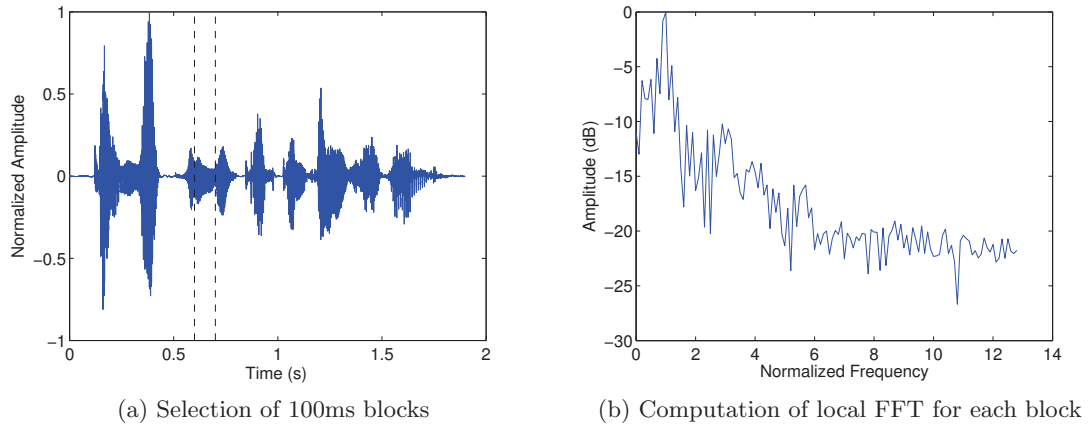 1
0.5
0
−0.5
−1
Normalized Amplitude
0 0.5 1 1.5 2
Time (s)
(a) Selection of 100ms blocks
0
−5
−10
−15
−20
−25
−30
Amplitude (dB)
0 2 4 6 8 10 12 14
Normalized Frequency
(b) Computation of local FFT for each block